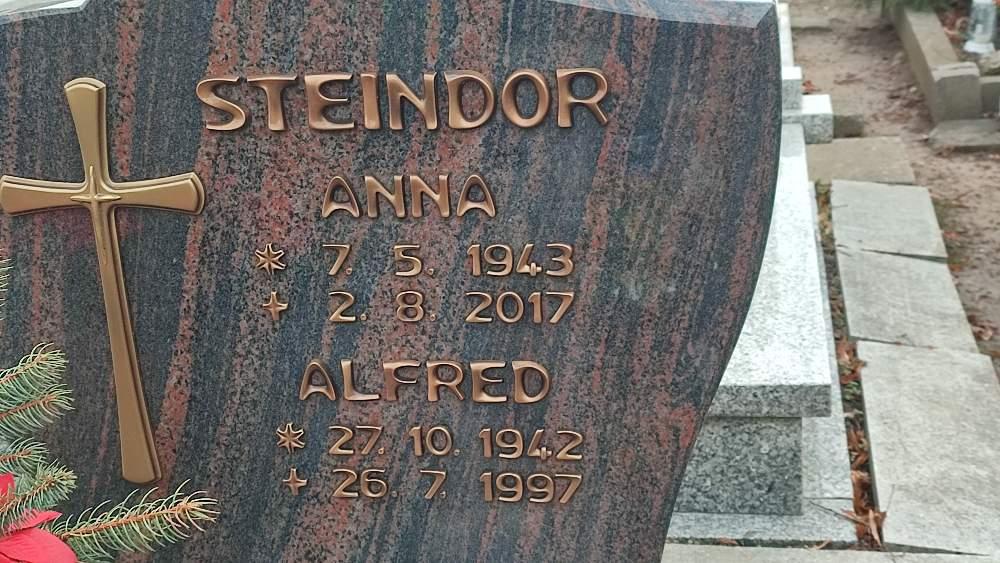 STEINDOR
ANNA
* 7. 5. 1943
+ 2. 8. 2017
ALFRED
* 27. 10. 1942
+ 26. 7. 1997